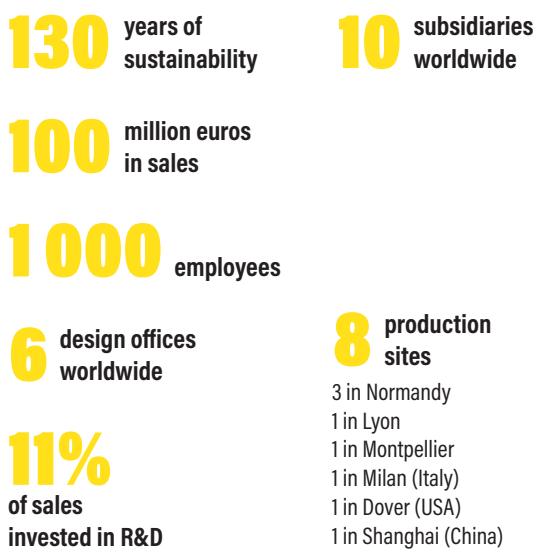 130 years of
sustainability
10 subsidiaries
worldwide
100 million euros
in sales
1 000 employees
6 design offices
worldwide
8 production
sites
3 in Normandy
1 in Lyon
1 in Montpellier
1 in Milan (Italy)
1 in Dover (USA)
1 in Shanghai (China)
11%
of sales
invested in R&D